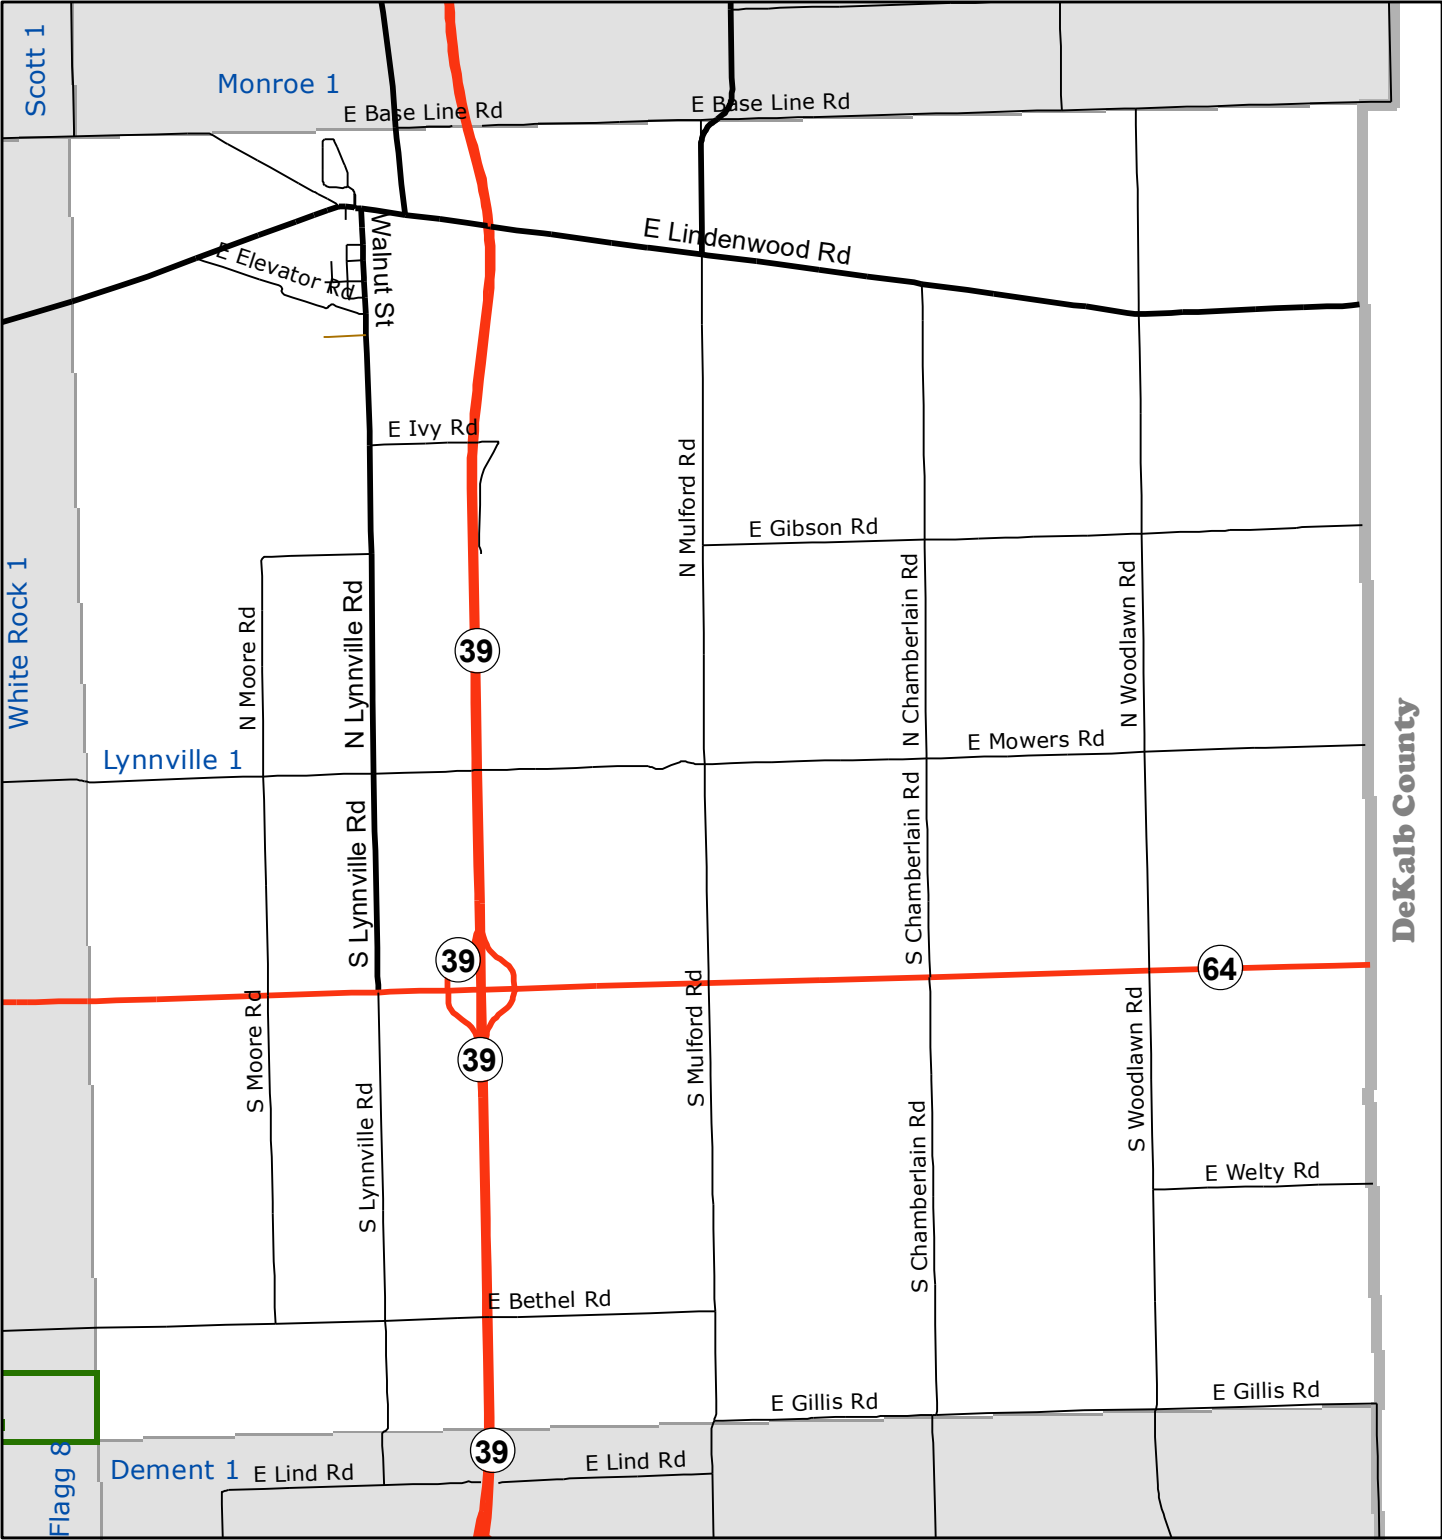 Scott 1
Monroe 1
E Base Line Rd
E Base Line Rd
E Lindenwood Rd
Walnut St
E Elevator Rd
E Ivy Rd
N Mulford Rd
E Gibson Rd
White Rock 1
N Moore Rd
N Lynnville Rd
39
N Chamberlain Rd
N Woodlawn Rd
DeKalb County
Lynnville 1
E Mowers Rd
S Lynnville Rd
S Chamberlain Rd
39
64
S Moore Rd
S Mulford Rd
S Woodlawn Rd
39
S Lynnville Rd
S Chamberlain Rd
E Welty Rd
E Bethel Rd
E Gillis Rd
E Gillis Rd
39
Flagg 8
Dement 1
E Lind Rd
E Lind Rd